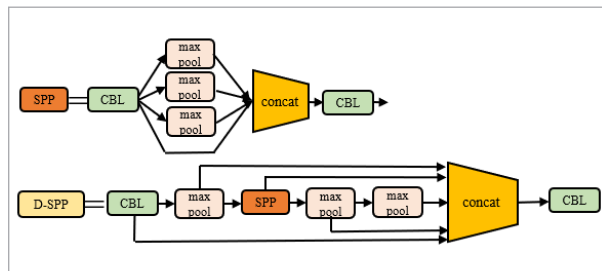 max
pool
max
pool
max
pool
SPP
CBL
concat
CBL
D-SPP
CBL
max
pool
SPP
max
pool
max
pool
concat
CBL